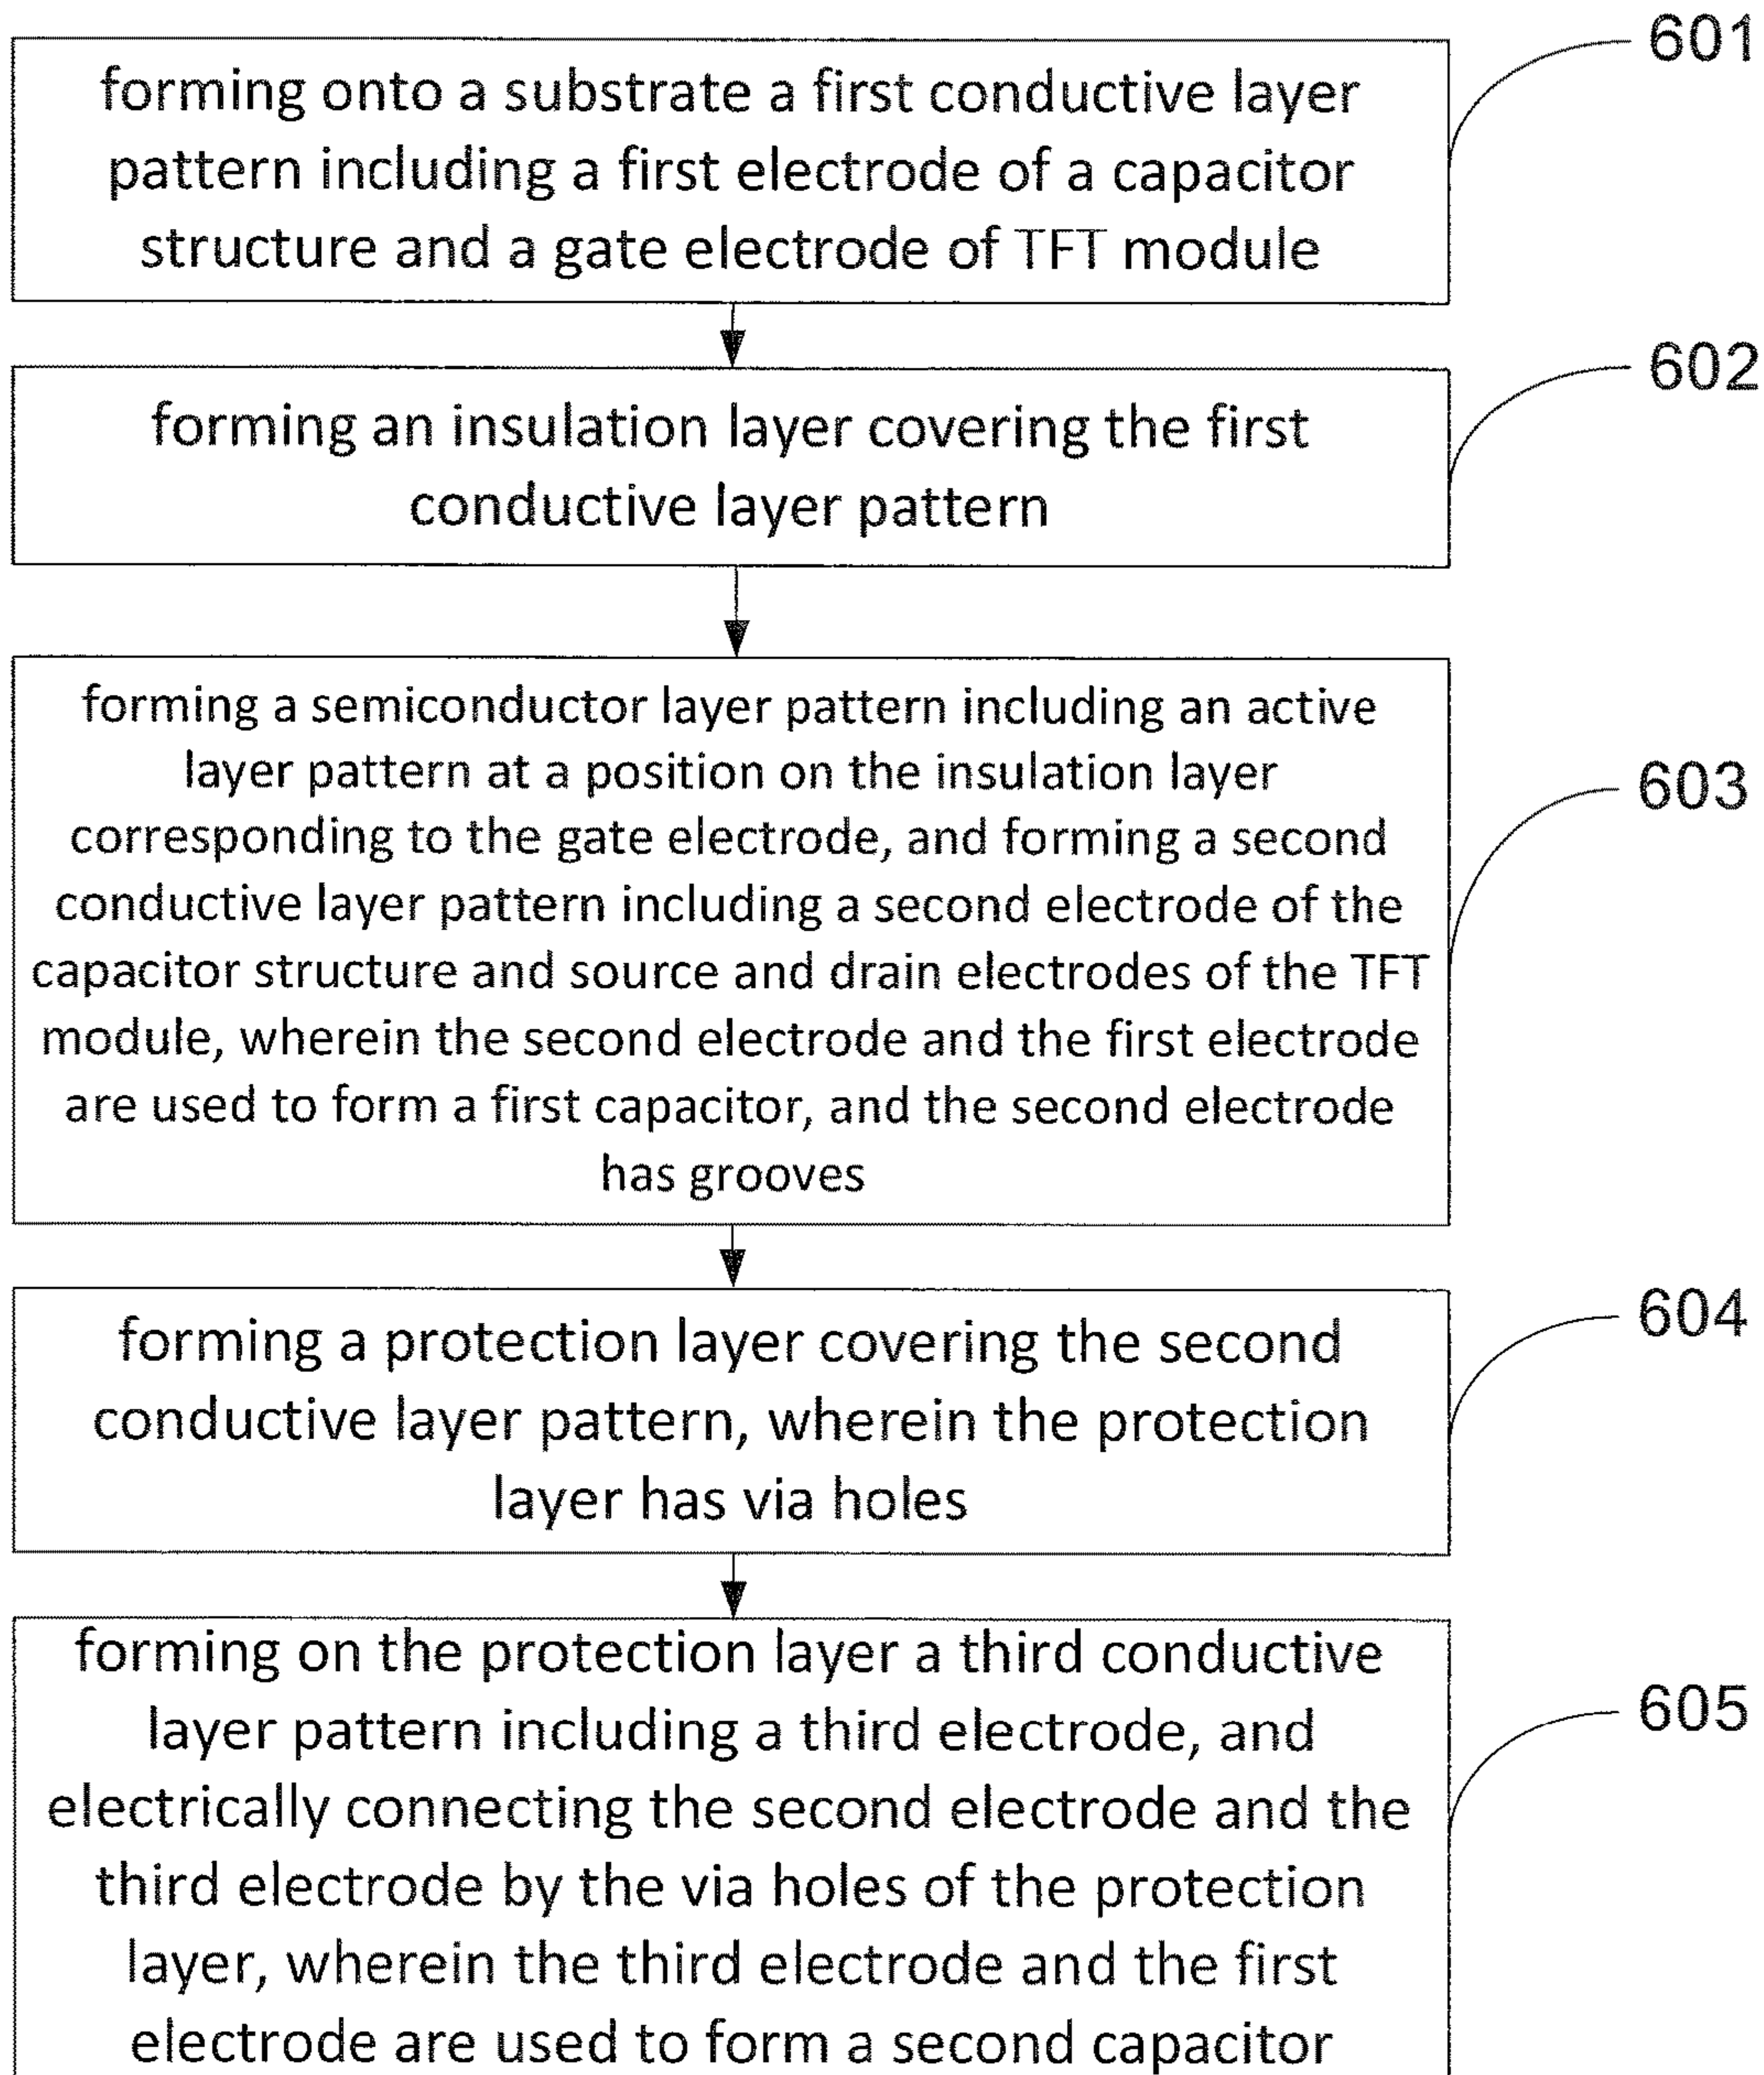 601
forming onto a substrate a first conductive layer
pattern including a first electrode of a capacitor
structure and a gate electrode of TFT module
602
forming an insulation layer covering the first
conductive layer pattern
603
forming a semiconductor layer pattern including an active
layer pattern at a position on the insulation layer
corresponding to the gate electrode, and forming a second
conductive layer pattern including a second electrode of the
capacitor structure and source and drain electrodes of the TFT
module, wherein the second electrode and the first electrode
are used to form a first capacitor, and the second electrode
has grooves
604
forming a protection layer covering the second
conductive layer pattern, wherein the protection
layer has via holes
605
forming on the protection layer a third conductive
layer pattern including a third electrode, and
electrically connecting the second electrode and the
third electrode by the via holes of the protection
layer, wherein the third electrode and the first
electrode are used to form a second capacitor